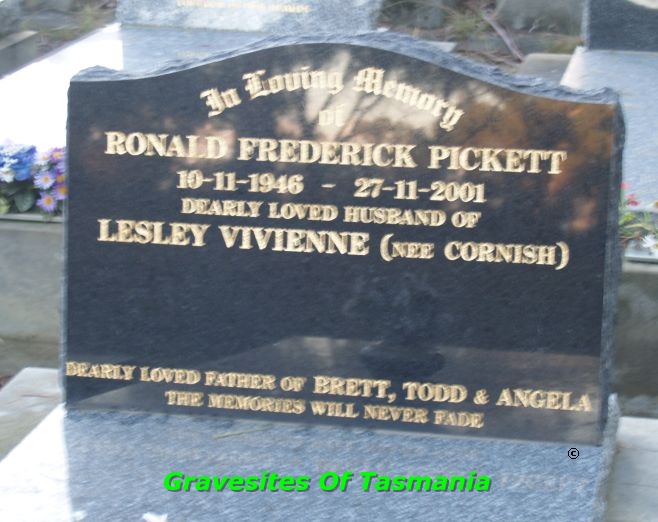 In Loving Memory
of
RONALD FREDERICK PICKETT
10-11-1946 - 27-11-2001
DEARLY LOVED HUSBAND OF
LESLEY VIVIENNE (NEE CORNISH)
DEARLY LOVED FATHER OF BRETT, TODD & ANGELA
THE MEMORIES WILL NEVER FADE
©
Gravesites Of Tasmania